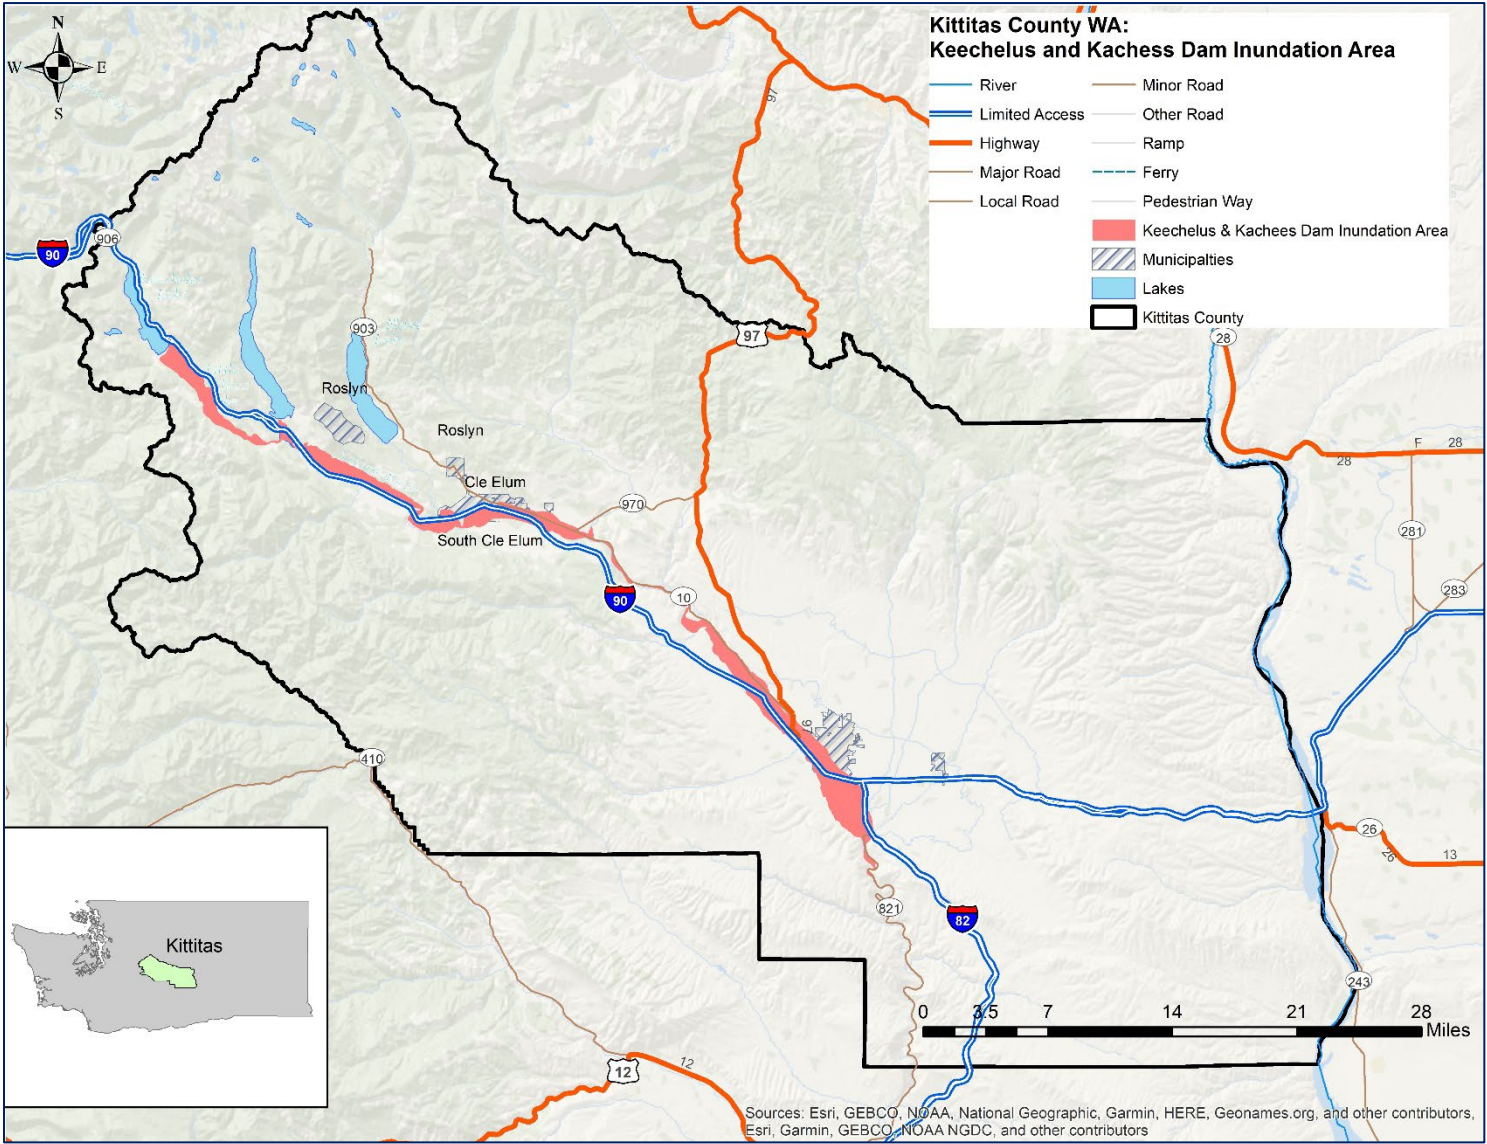 Kittitas County WA:
Keechelus and Kachess Dam Inundation Area
River
Limited Access
Highway
Major Road
Local Road
Minor Road
Other Road
Ramp
Ferry
Pedestrian Way
Keechelus & Kachees Dam Inundation Area
Municipalties
Lakes
Kittitas County
N
W
E
S
97
90
906
903
97
28
Roslyn
Roslyn
Cle Elum
South Cle Elum
970
F
28
28
281
283
90
10
97
410
26
26
13
821
82
243
Kittitas
12
12
0
3.5
7
14
21
28
Miles
Sources: Esri, GEBCO, NOAA, National Geographic, Garmin, HERE, Geonames.org, and other contributors,
Esri, Garmin, GEBCO, NOAA NGDC, and other contributors